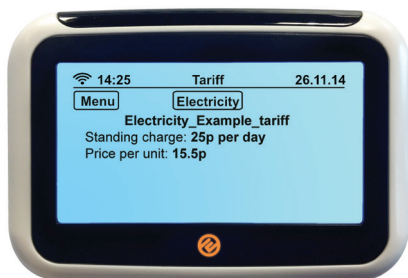 14:25 Tariff 26.11.14
Menu Electricity
Electricity_Example_tariff
Standing charge: 25p per day
Price per unit: 15.5p